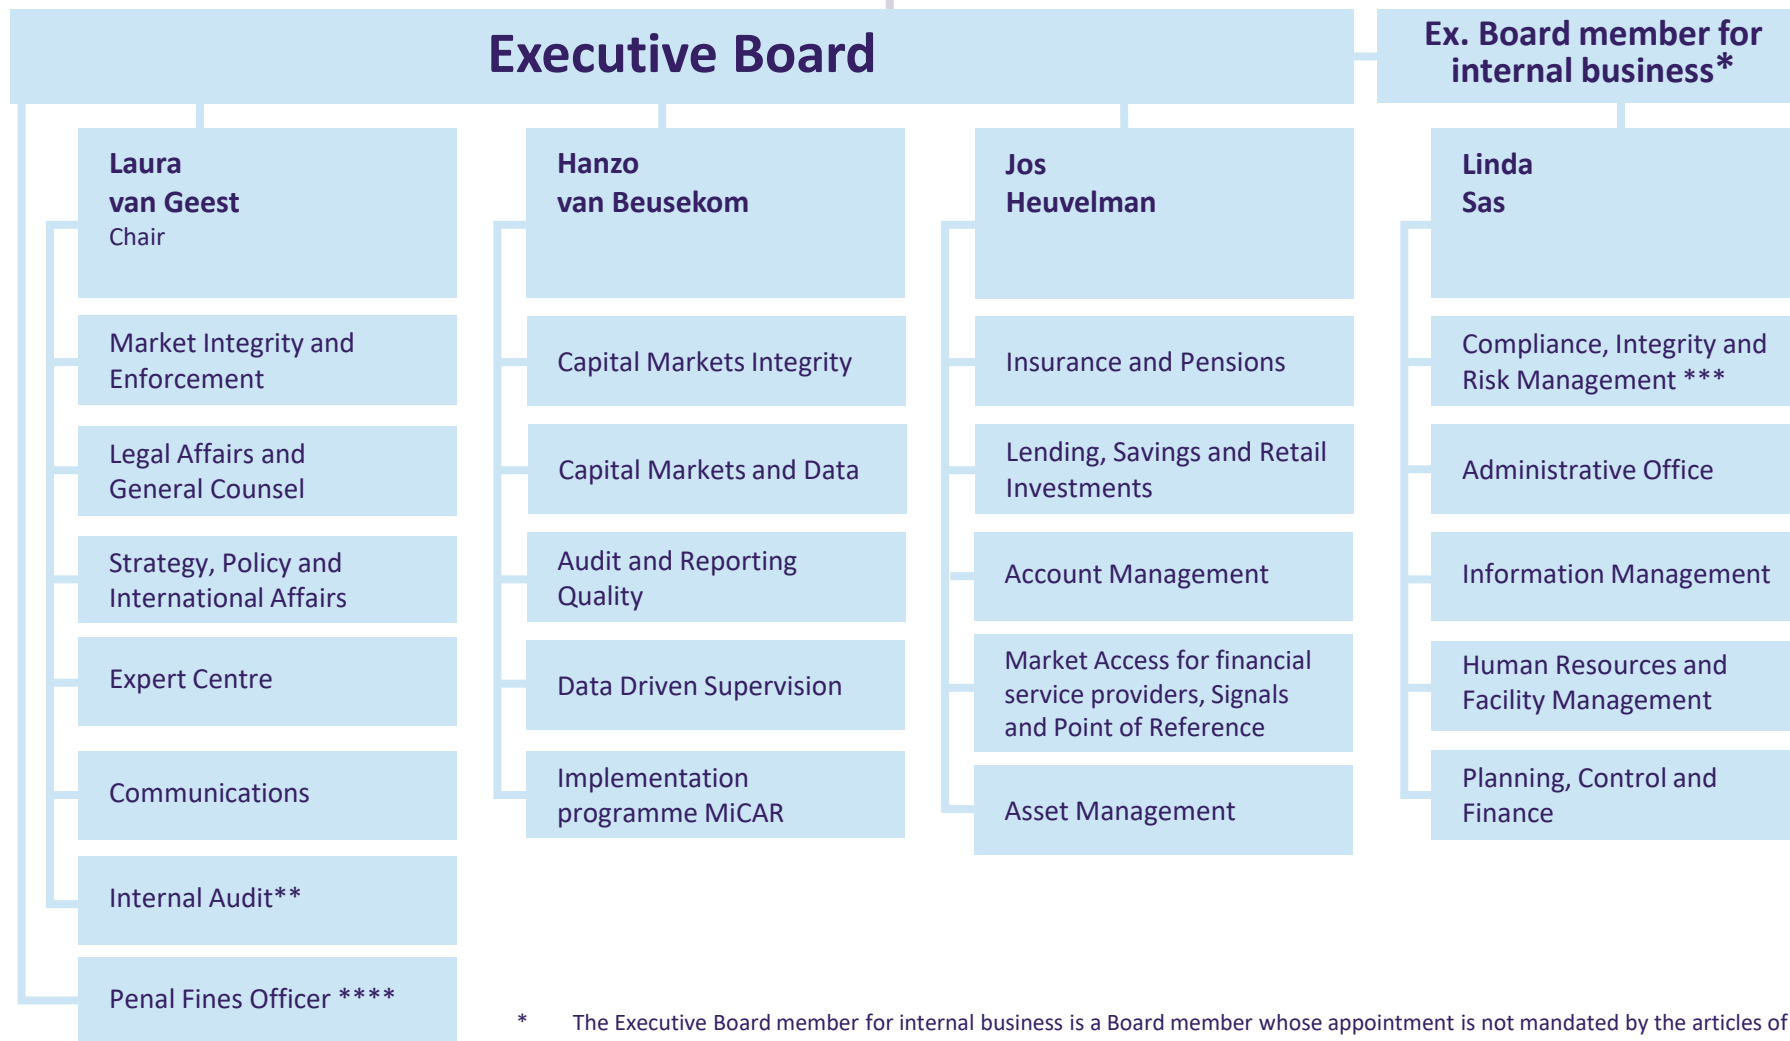 Executive Board
Ex. Board member for
internal business*
Laura
van Geest
Chair
Market Integrity and
Enforcement
Legal Affairs and
General Counsel
Strategy, Policy and
International Affairs
Expert Centre
Communications
Internal Audit**
Penal Fines Officer ****
Hanzo
van Beusekom
Capital Markets Integrity
Capital Markets and Data
Audit and Reporting
Quality
Data Driven Supervision
Implementation
programme MiCAR
Jos
Heuvelman
Insurance and Pensions
Lending, Savings and Retail
Investments
Account Management
Market Access for financial
service providers, Signals
and Point of Reference
Asset Management
Linda
Sas
Compliance, Integrity and
Risk Management ***
Administrative Office
Information Management
Human Resources and
Facility Management
Planning, Control and
Finance
* The Executive Board member for internal business is a Board member whose appointment is not mandated by the articles of